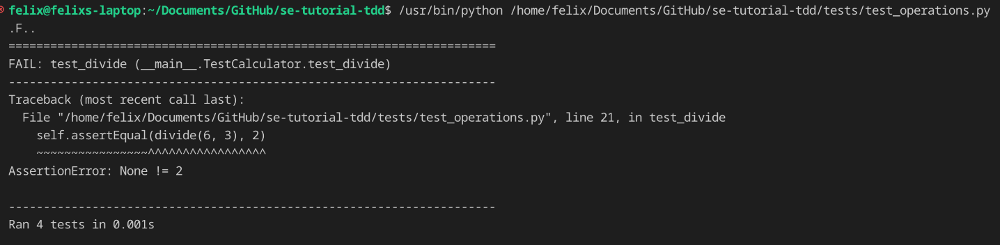 felix@felixs-laptop:~/Documents/GitHub/se-tutorial-tdd$ /usr/bin/python /home/felix/Documents/GitHub/se-tutorial-tdd/tests/test_operations.py
.F..
======================================================================
FAIL: test_divide (__main__.TestCalculator.test_divide)
----------------------------------------------------------------------
Traceback (most recent call last):
  File "/home/felix/Documents/GitHub/se-tutorial-tdd/tests/test_operations.py", line 21, in test_divide
    self.assertEqual(divide(6, 3), 2)
    ~~~~~~~~~~~~~~~~^^^^^^^^^^^^^^^^^
AssertionError: None != 2

----------------------------------------------------------------------
Ran 4 tests in 0.001s